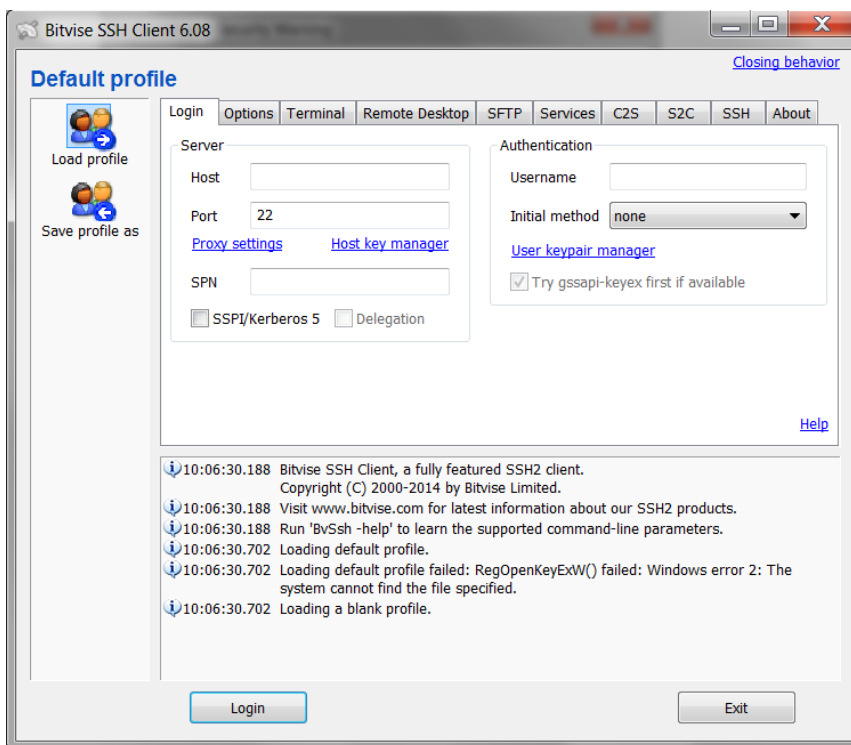 Bitvise SSH Client 6.08
Closing behavior
Default profile
Load profile
Save profile as
Login Options Terminal Remote Desktop SFTP Services C2S S2C SSH About
Server
Host
Port 22
Proxy settings Host key manager
SPN
SSPI/Kerberos 5 Delegation
Authentication
Username
Initial method none
User keypair manager
Try gssapi-keyex first if available
Help
10:06:30.188 Bitvise SSH Client, a fully featured SSH2 client.
Copyright (C) 2000-2014 by Bitvise Limited.
10:06:30.188 Visit www.bitvise.com for latest information about our SSH2 products.
10:06:30.188 Run 'BvSsh -help' to learn the supported command-line parameters.
10:06:30.702 Loading default profile.
10:06:30.702 Loading default profile failed: RegOpenKeyExW() failed: Windows error 2: The
system cannot find the file specified.
10:06:30.702 Loading a blank profile.
Login Exit